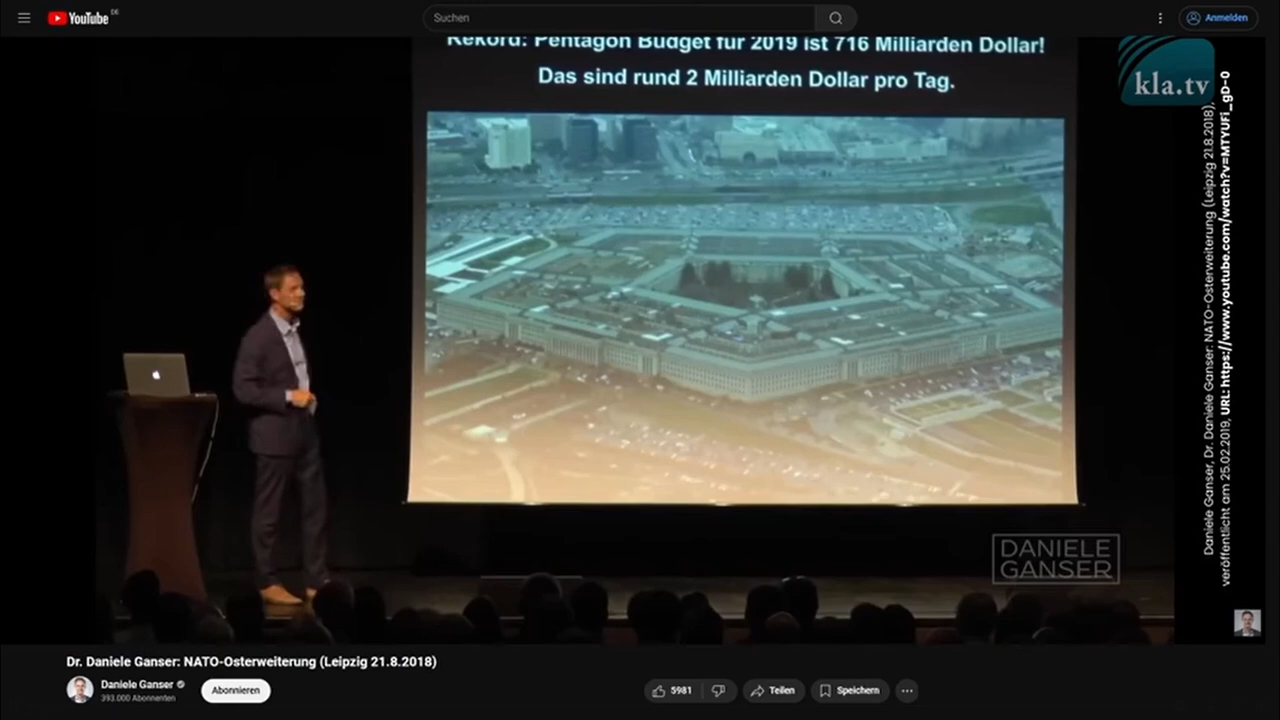 YouTube DE
Suchen
Anmelden
Rekord: Pentagon Budget für 2019 ist 716 Milliarden Dollar!
Das sind rund 2 Milliarden Dollar pro Tag.
kla.tv
Daniele Ganser, Dr. Daniele Ganser: NATO-Osterweiterung (Leipzig 21.8.2018),
veröffentlicht am 25.02.2019, URL: https://www.youtube.com/watch?v=MTYUFi_gD-0
DANIELE
GANSER
Dr. Daniele Ganser: NATO-Osterweiterung (Leipzig 21.8.2018)
Daniele Ganser
393.000 Abonnenten
Abonnieren
5981
Teilen
Speichern